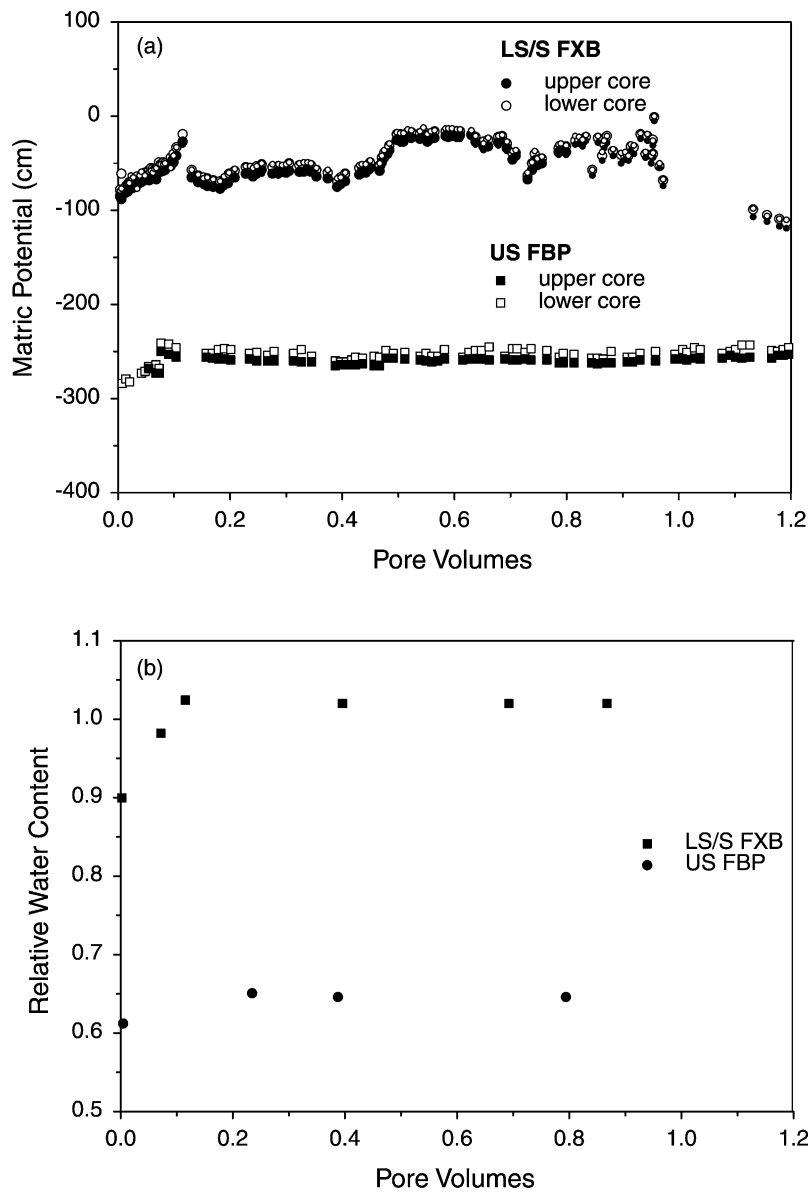 (a)
LS/S FXB
upper core
lower core
US FBP
upper core
lower core
100
0
-100
-200
-300
-400
Matric Potential (cm)
0.0 0.2 0.4 0.6 0.8 1.0 1.2
Pore Volumes
(b)
1.1
1.0
0.9
0.8
0.7
0.6
0.5
Relative Water Content
LS/S FXB
US FBP
0.0 0.2 0.4 0.6 0.8 1.0 1.2
Pore Volumes